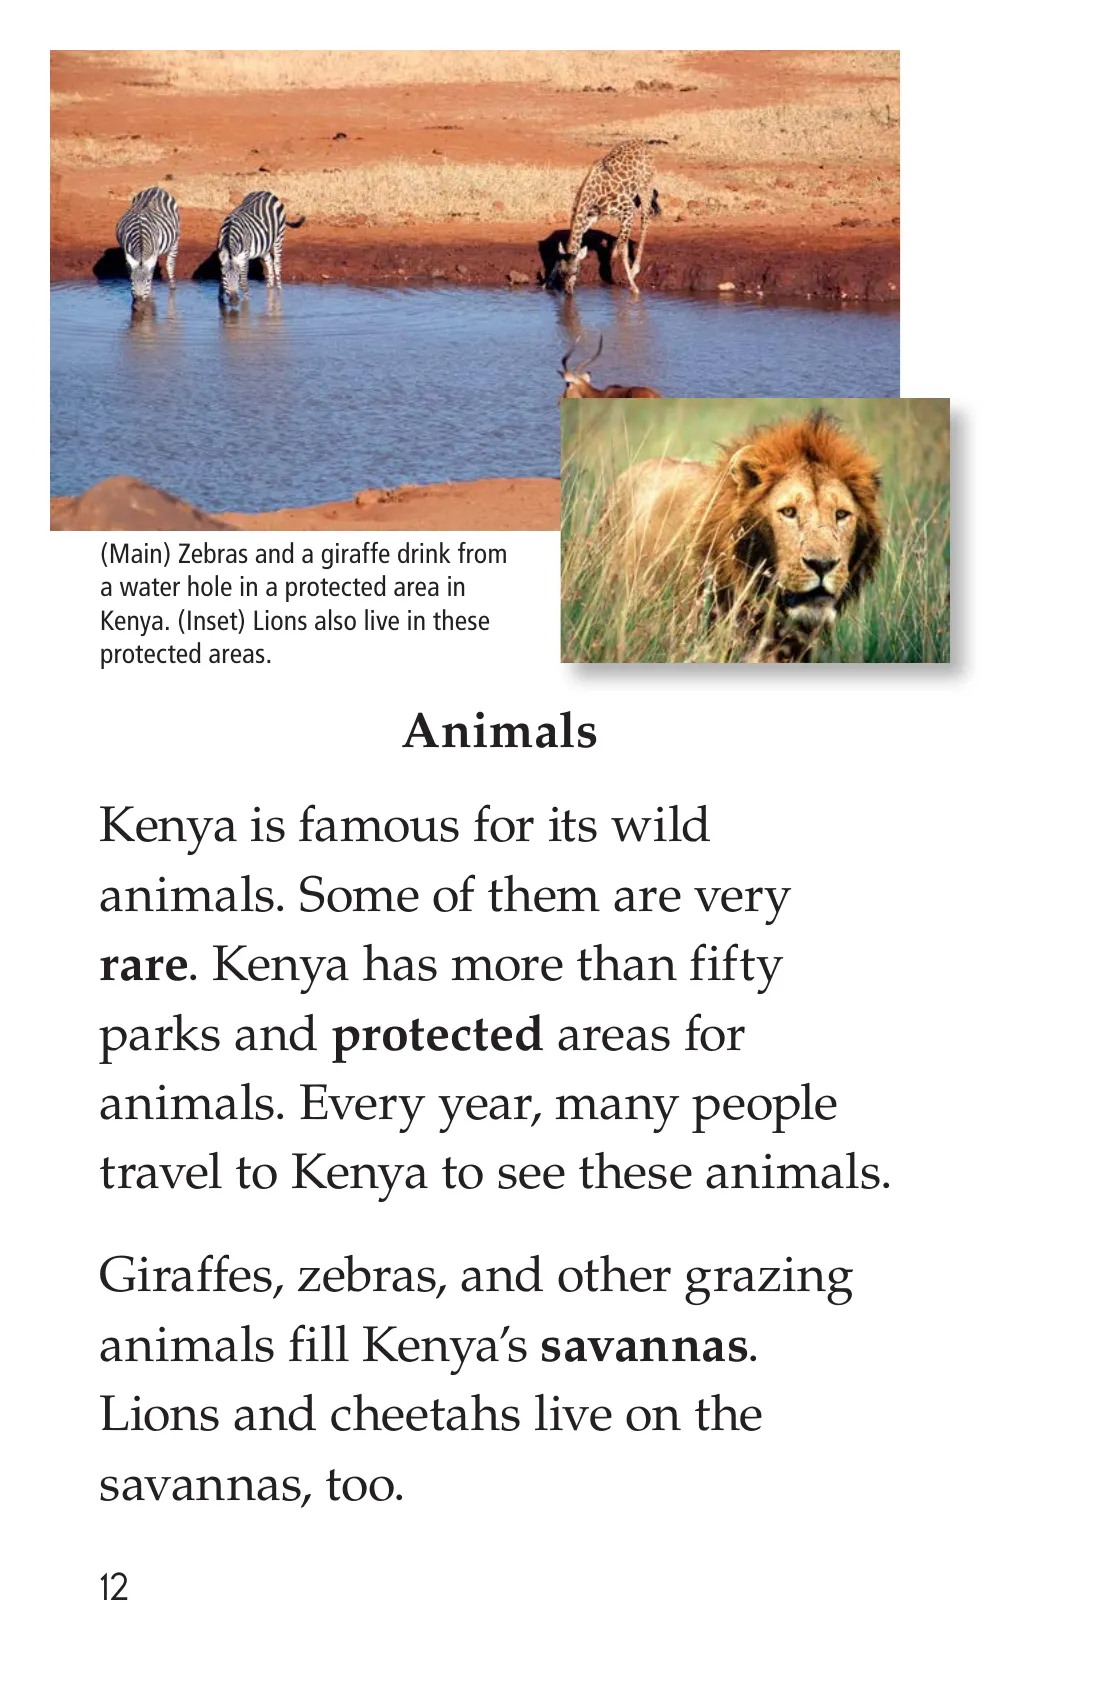 (Main) Zebras and a giraffe drink from
a water hole in a protected area in
Kenya. (Inset) Lions also live in these
protected areas.
Animals
Kenya is famous for its wild
animals. Some of them are very
rare. Kenya has more than fifty
parks and protected areas for
animals. Every year, many people
travel to Kenya to see these animals.
Giraffes, zebras, and other grazing
animals fill Kenya’s savannas.
Lions and cheetahs live on the
savannas, too.
12